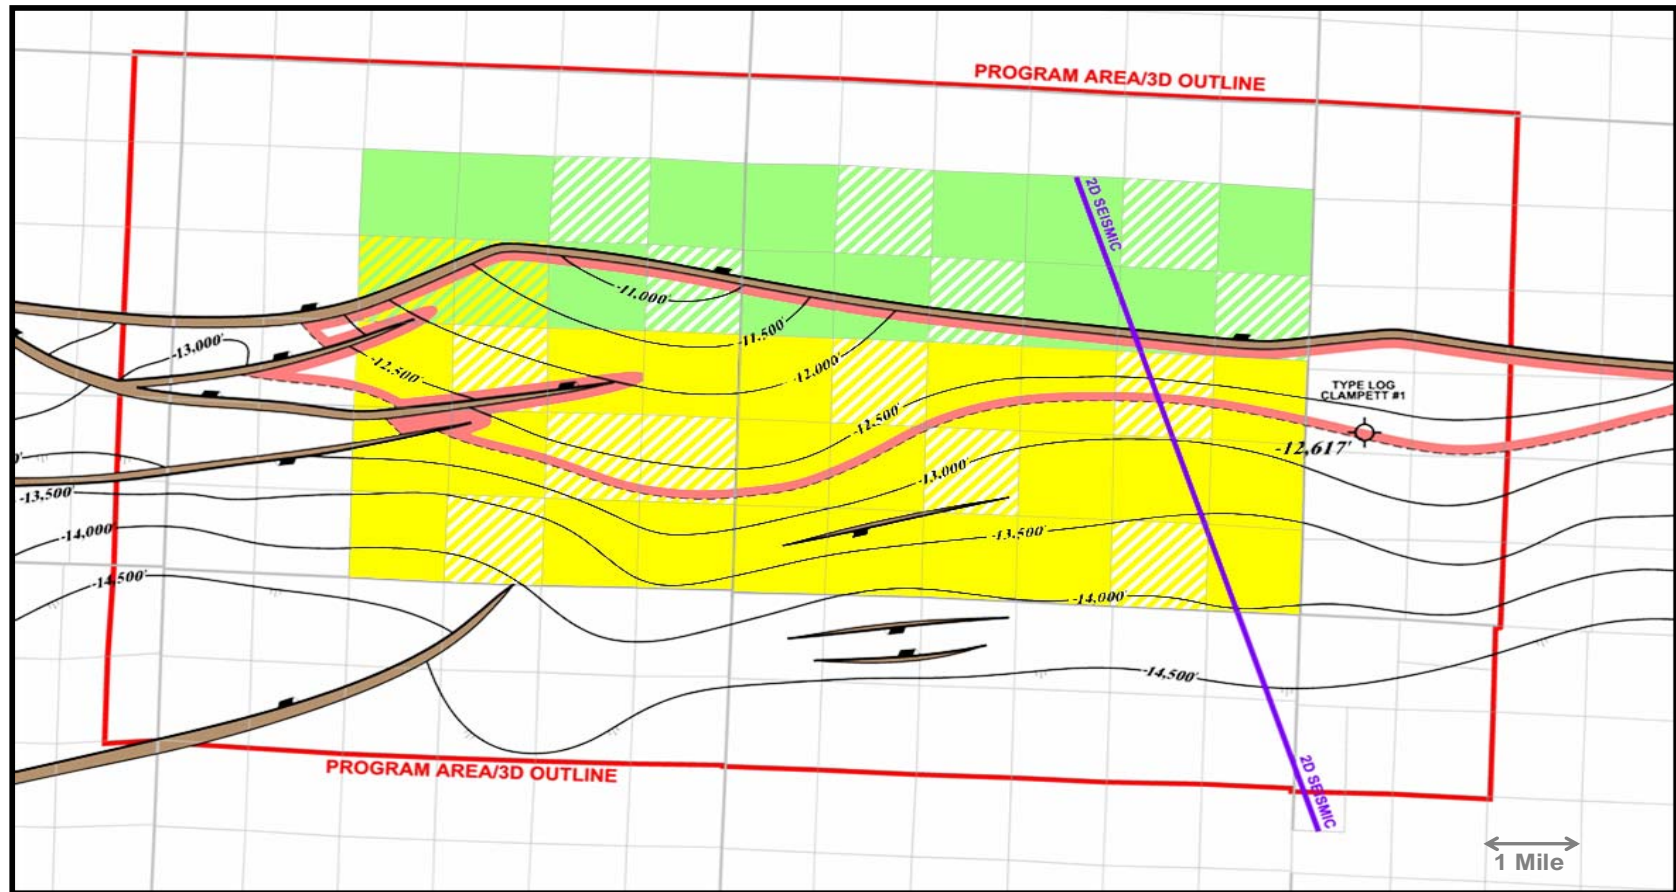 PROGRAM AREA/3D OUTLINE
2D SEISMIC
-11,000'
-11,500'
-12,000'
-13,000'
-12,500'
TYPE LOG
CLAMPETT #1
-12,500'
-12,617'
-13,000'
0'
-13,500'
-14,000'
-13,500'
-14,500'
-14,000'
-14,500'
PROGRAM AREA/3D OUTLINE
2D SEISMIC
1 Mile